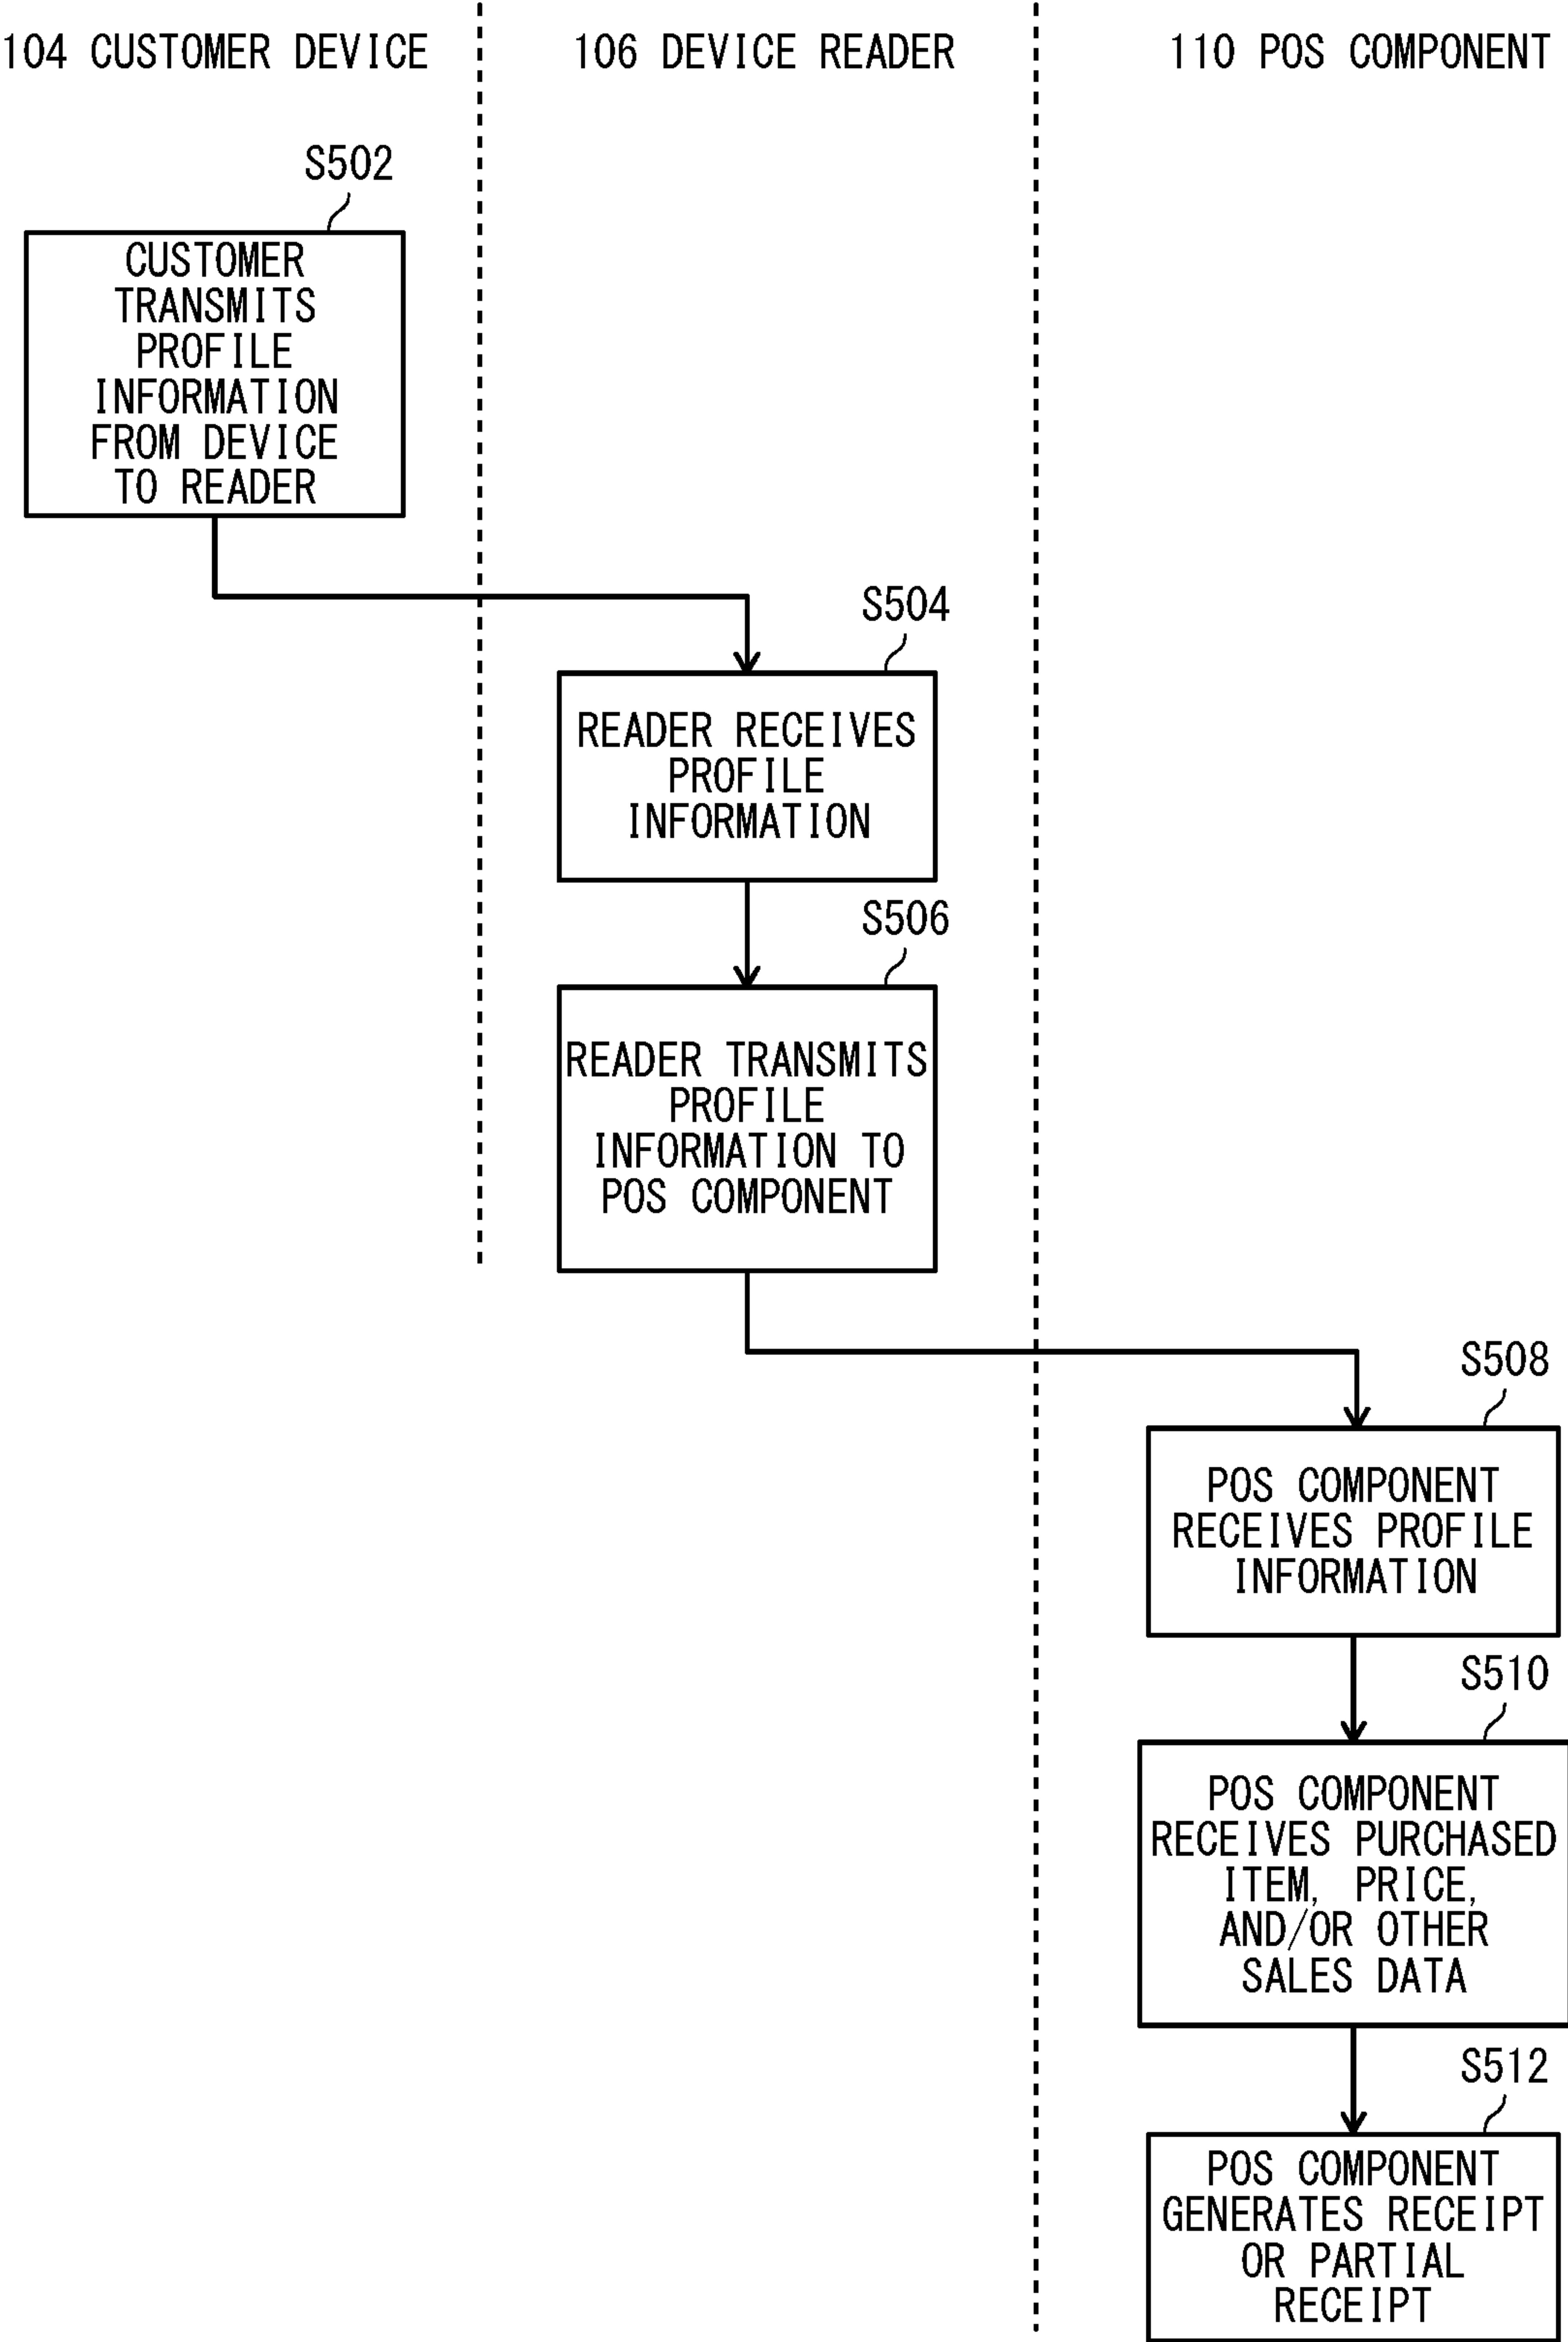 104 CUSTOMER DEVICE
106 DEVICE READER
110 POS COMPONENT
S502
CUSTOMER
TRANSMITS
PROFILE
INFORMATION
FROM DEVICE
TO READER
S504
READER RECEIVES
PROFILE
INFORMATION
S506
READER TRANSMITS
PROFILE
INFORMATION TO
POS COMPONENT
S508
POS COMPONENT
RECEIVES PROFILE
INFORMATION
S510
POS COMPONENT
RECEIVES PURCHASED
ITEM, PRICE,
AND/OR OTHER
SALES DATA
S512
POS COMPONENT
GENERATES RECEIPT
OR PARTIAL
RECEIPT